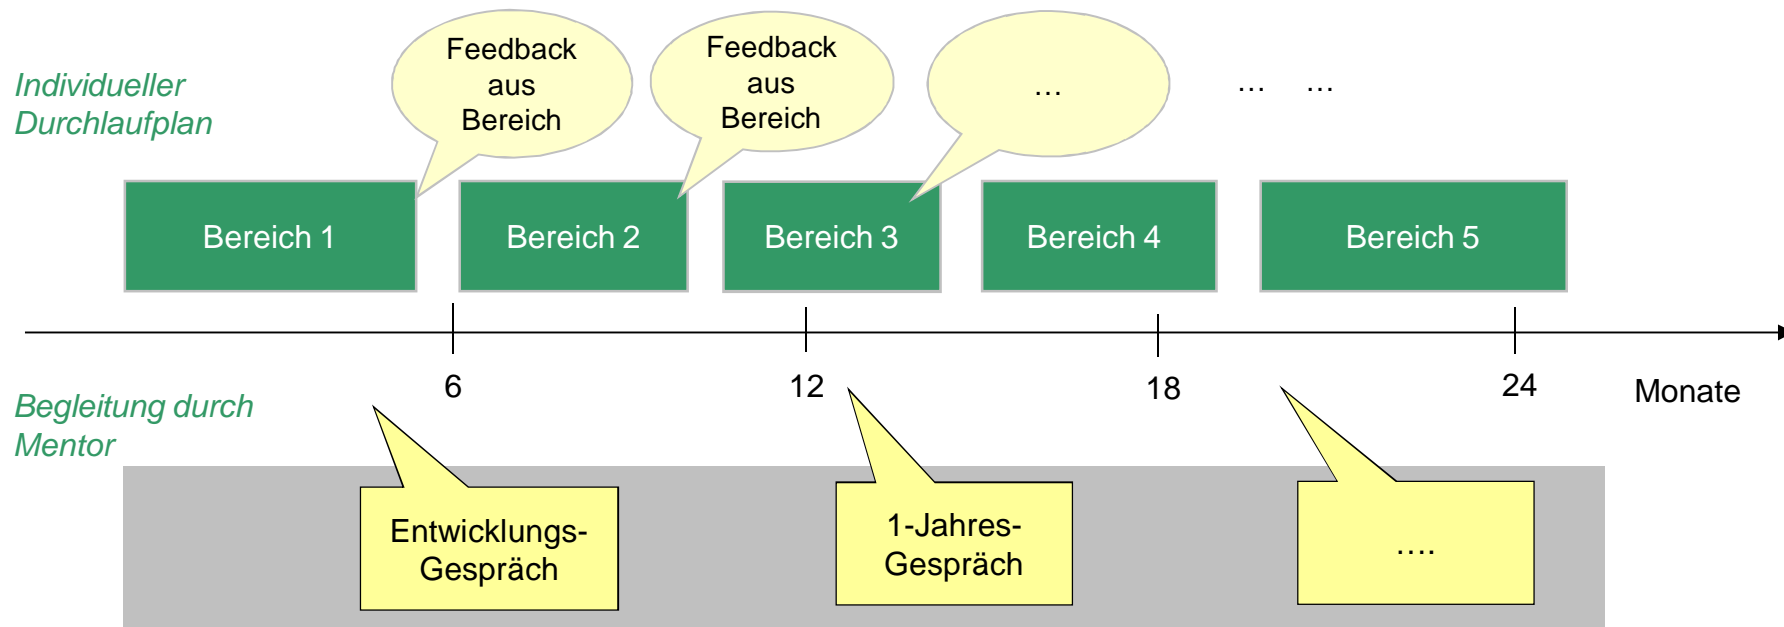 Individueller
Durchlaufplan
Feedback
aus
Bereich
Feedback
aus
Bereich
…
… …
Bereich 1
Bereich 2
Bereich 3
Bereich 4
Bereich 5
6
12
18
24
Monate
Begleitung durch
Mentor
Entwicklungs-
Gespräch
1-Jahres-
Gespräch
….